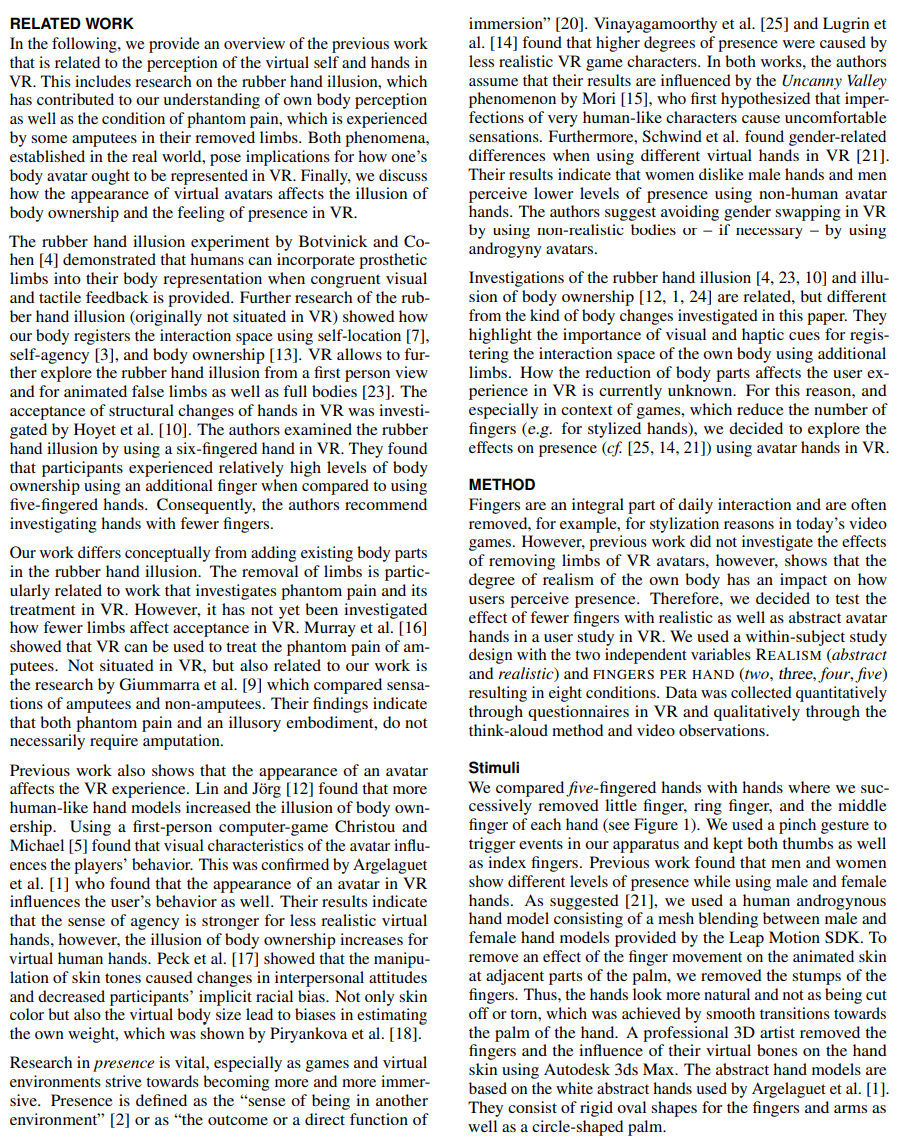 RELATED WORK
In the following, we provide an overview of the previous work
that is related to the perception of the virtual self and hands in
VR. This includes research on the rubber hand illusion, which
has contributed to our understanding of own body perception
as well as the condition of phantom pain, which is experienced
by some amputees in their removed limbs. Both phenomena,
established in the real world, pose implications for how one's
body avatar ought to be represented in VR. Finally, we discuss
how the appearance of virtual avatars affects the illusion of
body ownership and the feeling of presence in VR.
The rubber hand illusion experiment by Botvinick and Co-
hen [4] demonstrated that humans can incorporate prosthetic
limbs into their body representation when congruent visual
and tactile feedback is provided. Further research of the rub-
ber hand illusion (originally not situated in VR) showed how
our body registers the interaction space using self-location [7],
self-agency [3], and body ownership [13]. VR allows to fur-
ther explore the rubber hand illusion from a first person view
and for animated false limbs as well as full bodies [23]. The
acceptance of structural changes of hands in VR was investi-
gated by Hoyet et al. [10]. The authors examined the rubber
hand illusion by using a six-fingered hand in VR. They found
that participants experienced relatively high levels of body
ownership using an additional finger when compared to using
five-fingered hands. Consequently, the authors recommend
investigating hands with fewer fingers.
Our work differs conceptually from adding existing body parts
in the rubber hand illusion. The removal of limbs is partic-
ularly related to work that investigates phantom pain and its
treatment in VR. However, it has not yet been investigated
how fewer limbs affect acceptance in VR. Murray et al. [16]
showed that VR can be used to treat the phantom pain of am-
putees. Not situated in VR, but also related to our work is
the research by Giummarra et al. [9] which compared sensa-
tions of amputees and non-amputees. Their findings indicate
that both phantom pain and an illusory embodiment, do not
necessarily require amputation.
Previous work also shows that the appearance of an avatar
affects the VR experience. Lin and Jörg [12] found that more
human-like hand models increased the illusion of body own-
ership. Using a first-person computer-game Christou and
Michael [5] found that visual characteristics of the avatar influ-
ences the players' behavior. This was confirmed by Argelaguet
et al. [1] who found that the appearance of an avatar in VR
influences the user's behavior as well. Their results indicate
that the sense of agency is stronger for less realistic virtual
hands, however, the illusion of body ownership increases for
virtual human hands. Peck et al. [17] showed that the manipu-
lation of skin tones caused changes in interpersonal attitudes
and decreased participants' implicit racial bias. Not only skin
color but also the virtual body size lead to biases in estimating
the own weight, which was shown by Piryankova et al. [18].
Research in presence is vital, especially as games and virtual
environments strive towards becoming more and more immer-
sive. Presence is defined as the “sense of being in another
environment” [2] or as “the outcome or a direct function of
immersion” [20]. Vinayagamoorthy et al. [25] and Lugrin et
al. [14] found that higher degrees of presence were caused by
less realistic VR game characters. In both works, the authors
assume that their results are influenced by the Uncanny Valley
phenomenon by Mori [15], who first hypothesized that imper-
fections of very human-like characters cause uncomfortable
sensations. Furthermore, Schwind et al. found gender-related
differences when using different virtual hands in VR [21].
Their results indicate that women dislike male hands and men
perceive lower levels of presence using non-human avatar
hands. The authors suggest avoiding gender swapping in VR
by using non-realistic bodies or – if necessary – by using
androgyny avatars.
Investigations of the rubber hand illusion [4, 23, 10] and illu-
sion of body ownership [12, 1, 24] are related, but different
from the kind of body changes investigated in this paper. They
highlight the importance of visual and haptic cues for regis-
tering the interaction space of the own body using additional
limbs. How the reduction of body parts affects the user ex-
perience in VR is currently unknown. For this reason, and
especially in context of games, which reduce the number of
fingers (e.g. for stylized hands), we decided to explore the
effects on presence (cf. [25, 14, 21]) using avatar hands in VR.
METHOD
Fingers are an integral part of daily interaction and are often
removed, for example, for stylization reasons in today's video
games. However, previous work did not investigate the effects
of removing limbs of VR avatars, however, shows that the
degree of realism of the own body has an impact on how
users perceive presence. Therefore, we decided to test the
effect of fewer fingers with realistic as well as abstract avatar
hands in a user study in VR. We used a within-subject study
design with the two independent variables REALISM (abstract
and realistic) and FINGERS PER HAND (two, three, four, five)
resulting in eight conditions. Data was collected quantitatively
through questionnaires in VR and qualitatively through the
think-aloud method and video observations.
Stimuli
We compared five-fingered hands with hands where we suc-
cessively removed little finger, ring finger, and the middle
finger of each hand (see Figure 1). We used a pinch gesture to
trigger events in our apparatus and kept both thumbs as well
as index fingers. Previous work found that men and women
show different levels of presence while using male and female
hands. As suggested [21], we used a human androgynous
hand model consisting of a mesh blending between male and
female hand models provided by the Leap Motion SDK. To
remove an effect of the finger movement on the animated skin
at adjacent parts of the palm, we removed the stumps of the
fingers. Thus, the hands look more natural and not as being cut
off or torn, which was achieved by smooth transitions towards
the palm of the hand. A professional 3D artist removed the
fingers and the influence of their virtual bones on the hand
skin using Autodesk 3ds Max. The abstract hand models are
based on the white abstract hands used by Argelaguet et al. [1].
They consist of rigid oval shapes for the fingers and arms as
well as a circle-shaped palm.